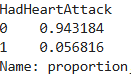 HadHeartAttack
0    0.943184
1    0.056816
Name: proportion,